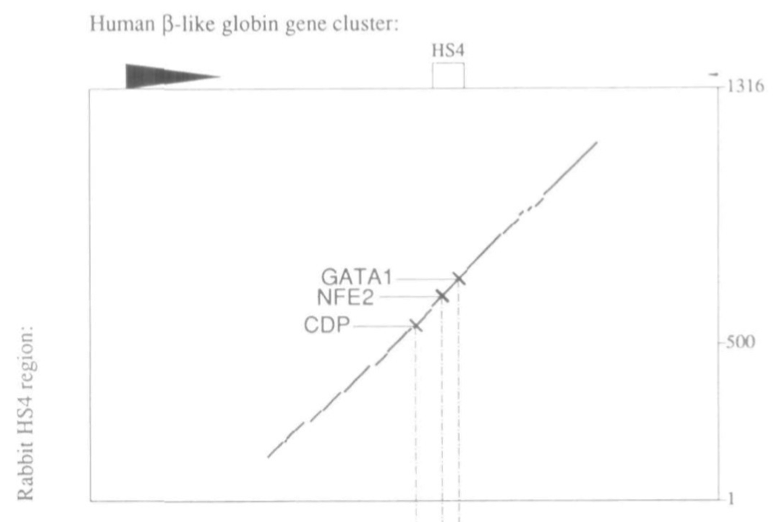 Human β-like globin gene cluster:
HS4
1316
GATA1
NFE2
CDP
500
Rabbit HS4 region:
1